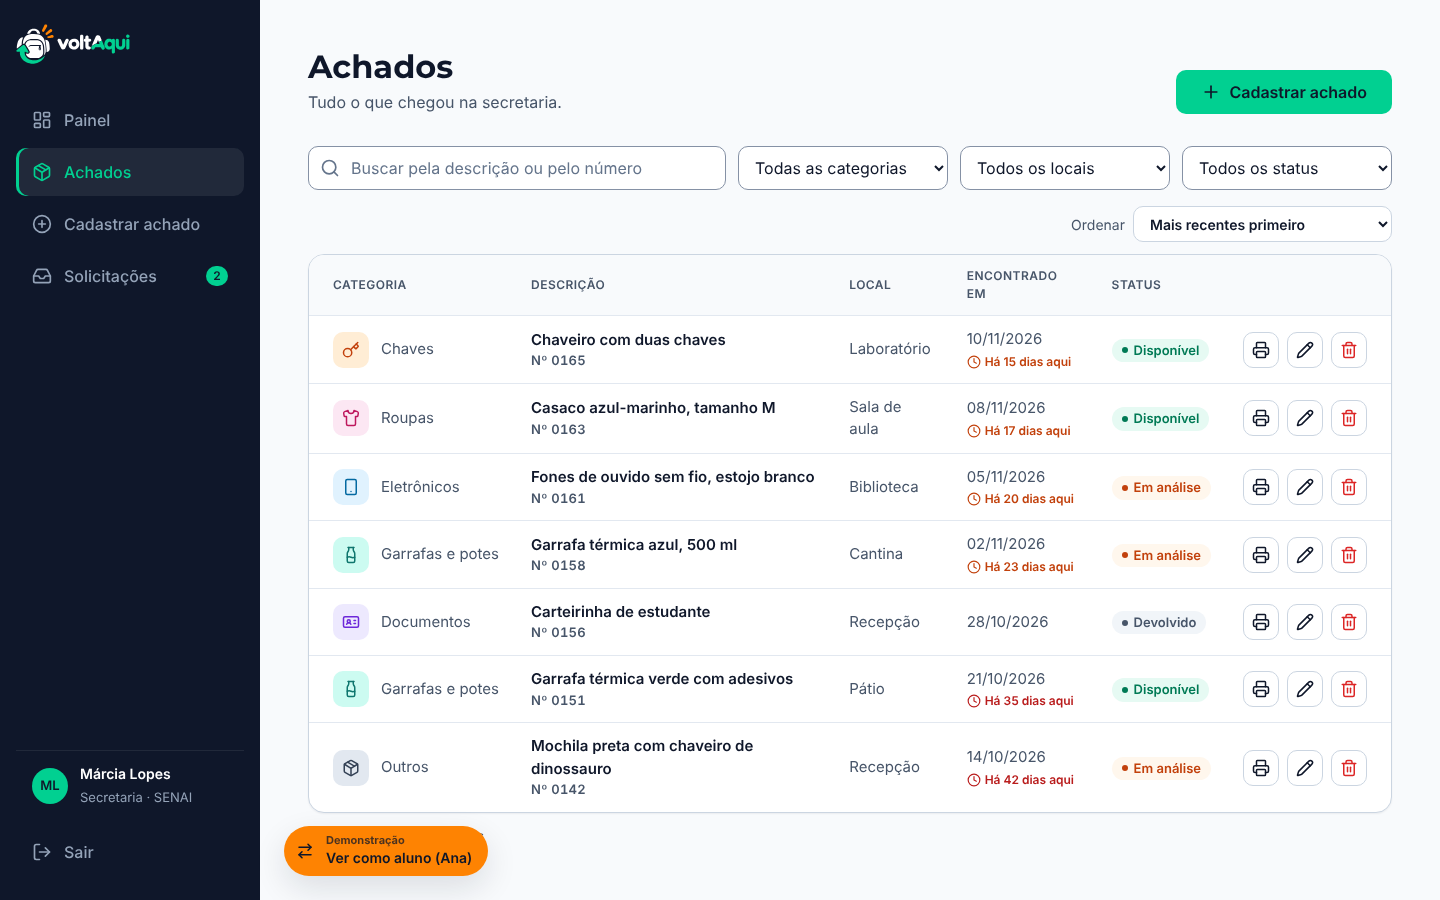 voltAqui
Painel
Achados
Cadastrar achado
Solicitações 2
ML
Márcia Lopes
Secretaria · SENAI
Sair
Achados
Tudo o que chegou na secretaria.
Cadastrar achado
Buscar pela descrição ou pelo número
Todas as categorias
Todos os locais
Todos os status
Ordenar
Mais recentes primeiro
CATEGORIA DESCRIÇÃO LOCAL ENCONTRADO EM STATUS
Chaves
Chaveiro com duas chaves
Nº 0165
Laboratório
10/11/2026
Há 15 dias aqui
Disponível
Roupas
Casaco azul-marinho, tamanho M
Nº 0163
Sala de
aula
08/11/2026
Há 17 dias aqui
Disponível
Eletrônicos
Fones de ouvido sem fio, estojo branco
Nº 0161
Biblioteca
05/11/2026
Há 20 dias aqui
Em análise
Garrafas e potes
Garrafa térmica azul, 500 ml
Nº 0158
Cantina
02/11/2026
Há 23 dias aqui
Em análise
Documentos
Carteirinha de estudante
Nº 0156
Recepção
28/10/2026
Devolvido
Garrafas e potes
Garrafa térmica verde com adesivos
Nº 0151
Pátio
21/10/2026
Há 35 dias aqui
Disponível
Outros
Mochila preta com chaveiro de
dinossauro
Nº 0142
Recepção
14/10/2026
Há 42 dias aqui
Em análise
Demonstração
Ver como aluno (Ana)